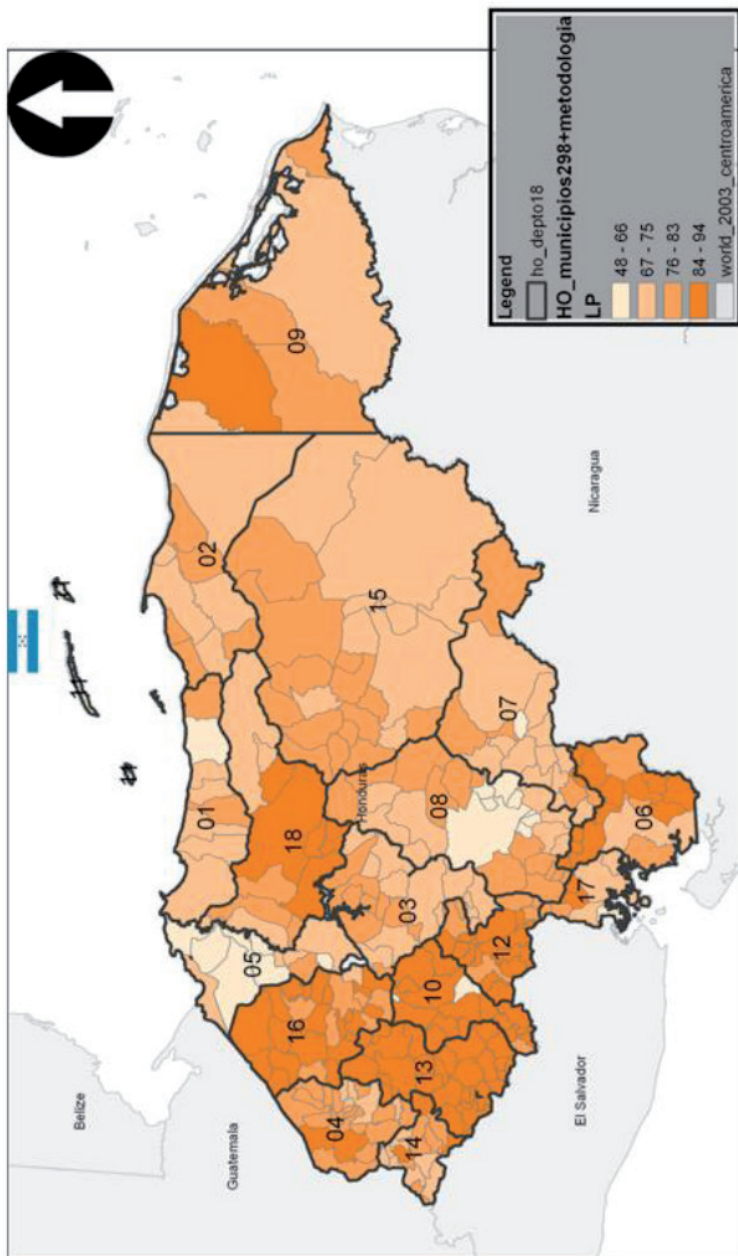 Belize
Guatemala
El Salvador
Nicaragua
Honduras
01
02
03
04
05
06
07
08
09
10
12
13
14
15
16
17
18
Legend
ho_depto18
HO_municipios298+metodologia
LP
48 - 66
67 - 75
76 - 83
84 - 94
world_2003_centroamerica